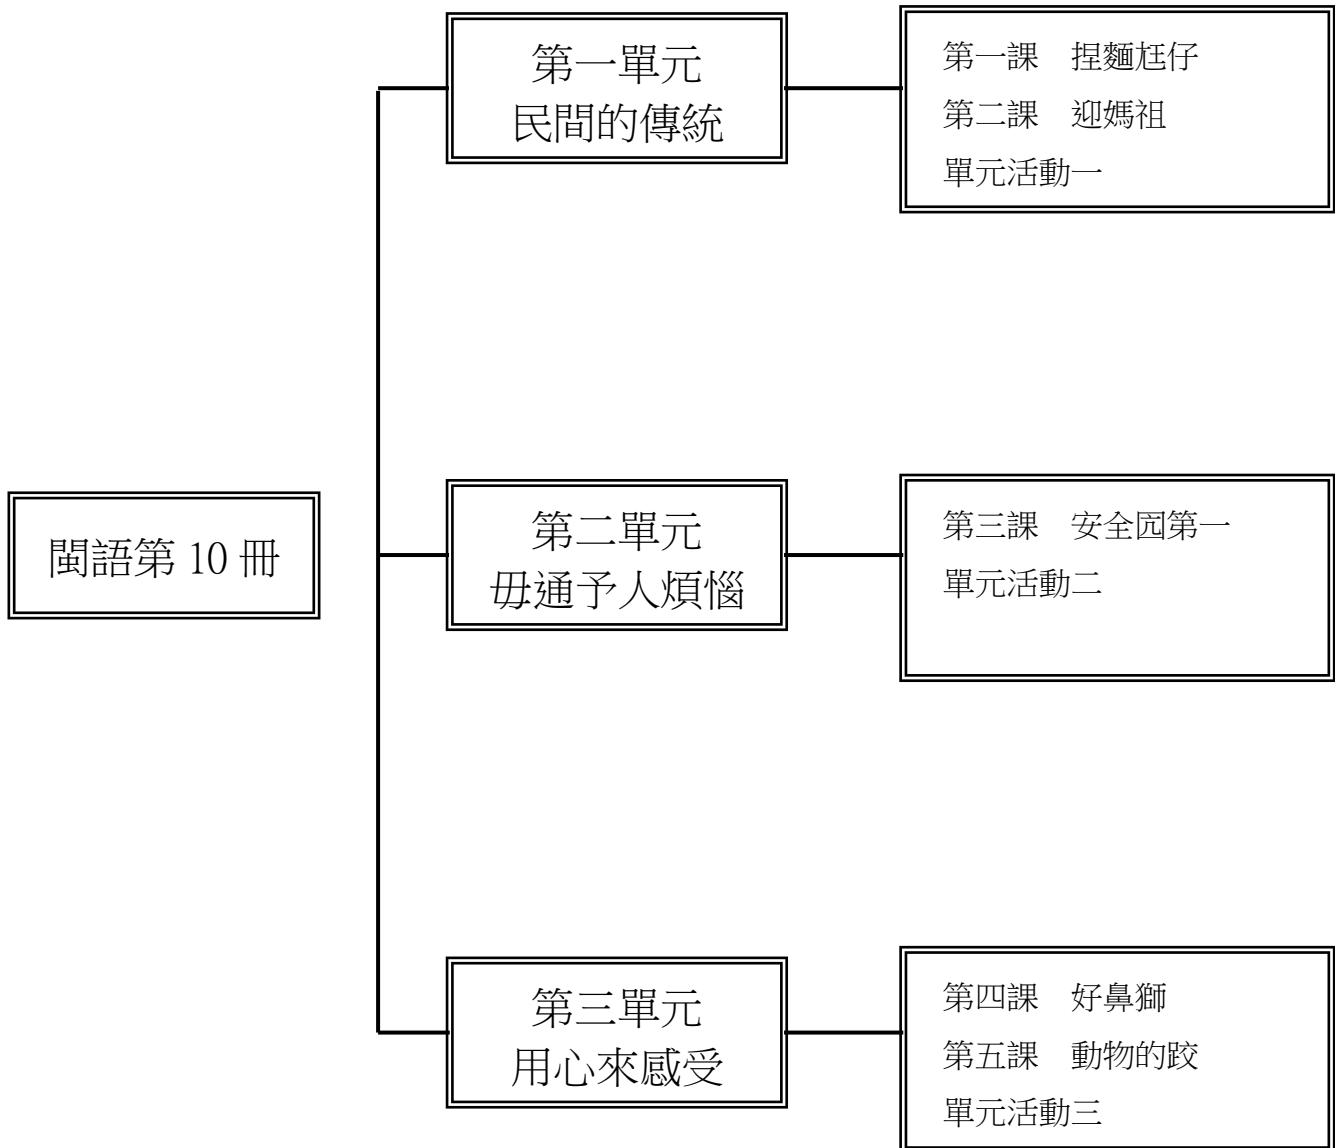 閩語第 10 冊
第一單元
民間的傳統
第一課　捏麵尪仔
第二課　迎媽祖
單元活動一
第二單元
毋通予人煩惱
第三課　安全囥第一
單元活動二
第三單元
用心來感受
第四課　好鼻獅
第五課　動物的跤
單元活動三